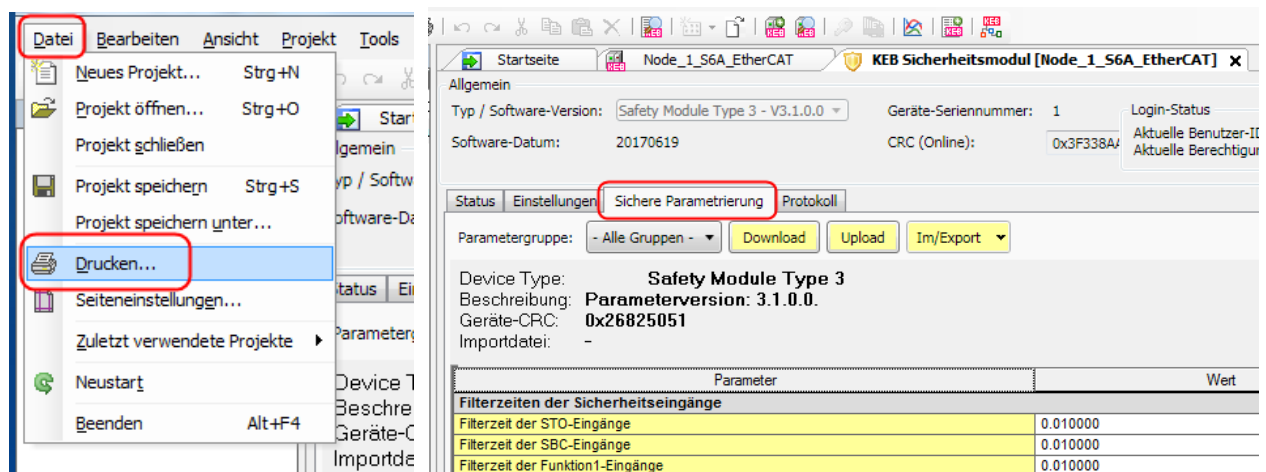 Datei Bearbeiten Ansicht Projekt Tools
Neues Projekt... Strg+N
Projekt öffnen... Strg+O
Projekt schließen
Projekt speichern Strg+S
Projekt speichern unter...
Drucken...
Seiteneinstellungen...
Zuletzt verwendete Projekte
Neustart
Beenden Alt+F4
Star
lgemein
yp / Softw
oftware-Da
Status Ei
Parameterg
Device T
Beschre
Geräte-C
Importda
Startseite Node_1_S6A_EtherCAT KEB Sicherheitsmodul [Node_1_S6A_EtherCAT] x
Allgemein
Typ / Software-Version: Safety Module Type 3 - V3.1.0.0 Geräte-Seriennummer: 1 Login-Status
Aktuelle Benutzer-ID
Software-Datum: 20170619 CRC (Online): 0x3F338AA Aktuelle Berechtigun
Status Einstellungen Sichere Parametrierung Protokoll
Parametergruppe: - Alle Gruppen - Download Upload Im/Export
Device Type: Safety Module Type 3
Beschreibung: Parameterversion: 3.1.0.0.
Geräte-CRC: 0x26825051
Importdatei: -
Parameter Wert
Filterzeiten der Sicherheitseingänge
Filterzeit der STO-Eingänge 0.010000
Filterzeit der SBC-Eingänge 0.010000
Filterzeit der Funktion1-Eingänge 0.010000